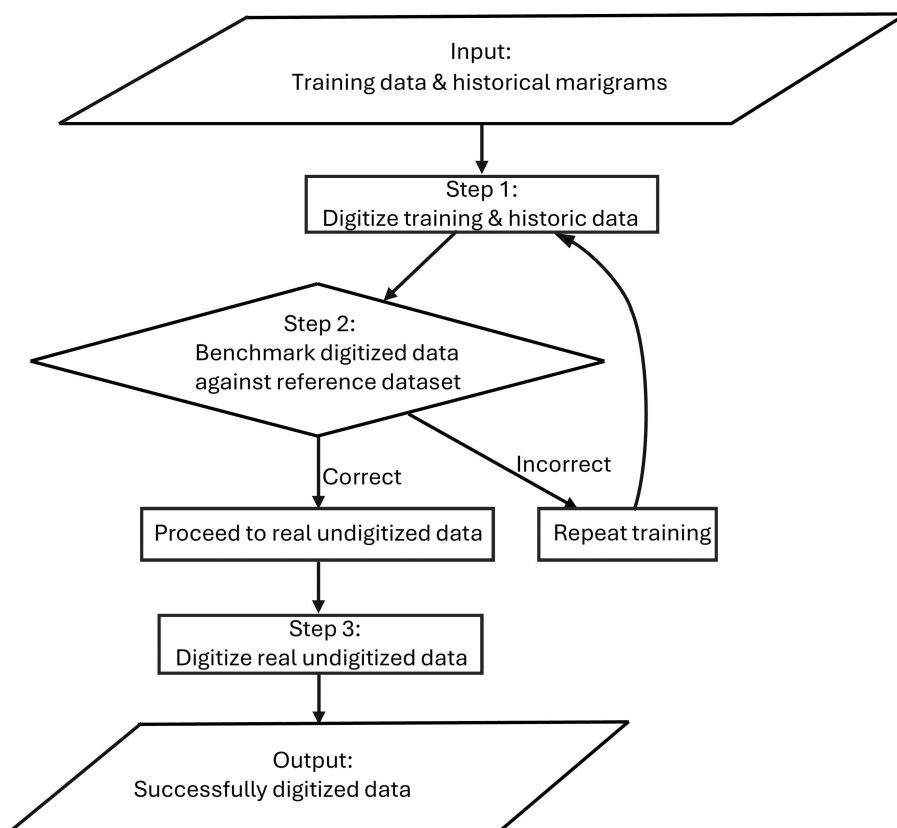 Input:
Training data & historical marigrams
Step 1:
Digitize training & historic data
Step 2:
Benchmark digitized data
against reference dataset
Incorrect
Correct
Proceed to real undigitized data
Repeat training
Step 3:
Digitize real undigitized data
Output:
Successfully digitized data